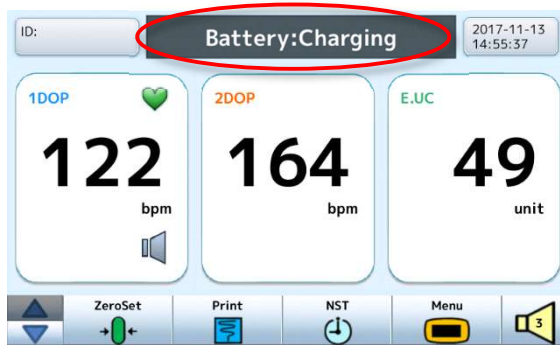 ID:
Battery:Charging
2017-11-13
14:55:37
1DOP
122
bpm
2DOP
164
bpm
E.UC
49
unit
ZeroSet
Print
NST
Menu
3